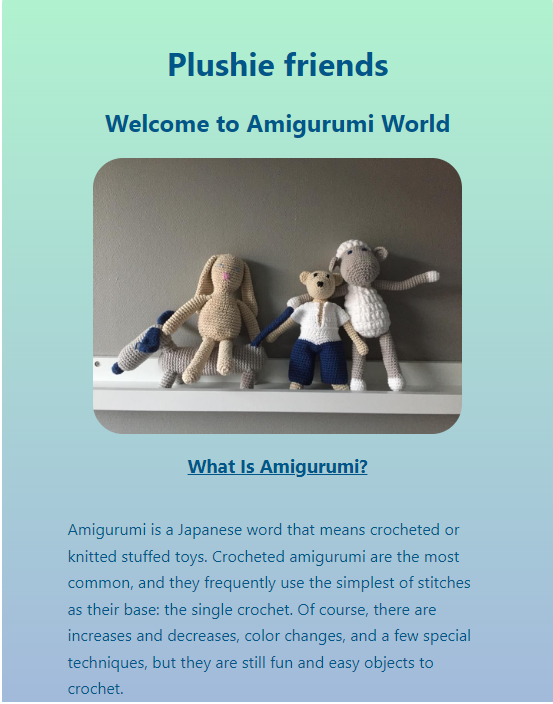 Plushie friends
Welcome to Amigurumi World
What Is Amigurumi?
Amigurumi is a Japanese word that means crocheted or
knitted stuffed toys. Crocheted amigurumi are the most
common, and they frequently use the simplest of stitches
as their base: the single crochet. Of course, there are
increases and decreases, color changes, and a few special
techniques, but they are still fun and easy objects to
crochet.